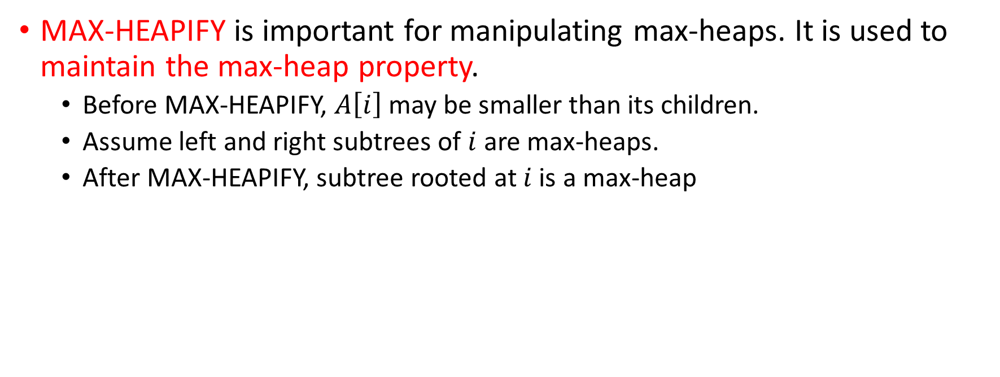 • MAX-HEAPIFY is important for manipulating max-heaps. It is used to
maintain the max-heap property.
• Before MAX-HEAPIFY, A[i] may be smaller than its children.
• Assume left and right subtrees of i are max-heaps.
• After MAX-HEAPIFY, subtree rooted at i is a max-heap